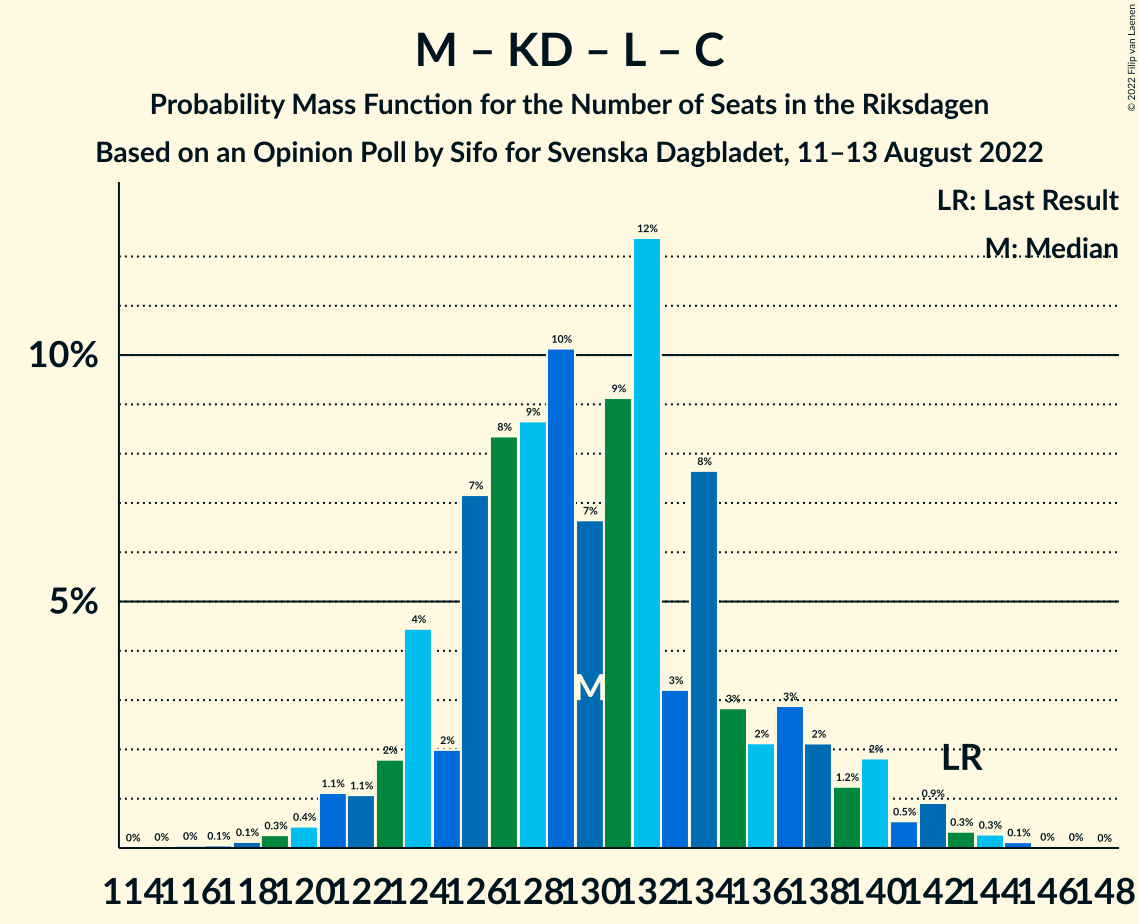 M – KD – L – C
Probability Mass Function for the Number of Seats in the Riksdagen
Based on an Opinion Poll by Sifo for Svenska Dagbladet, 11–13 August 2022
© 2022 Filip van Laenen
LR: Last Result
M: Median
12%
10%
10%
9%
9%
8%
8%
7%
7%
5%
4%
M
3%
3%
3%
2%
2%
2%
2%
2%
LR
1.1%
1.1%
1.2%
0.9%
0.5%
0.4%
0.3%
0.3%
0.3%
0% 0% 0% 0.1% 0.1%
0.1% 0% 0% 0%
114 116 118 120 122 124 126 128 130 132 134 136 138 140 142 144 146 148